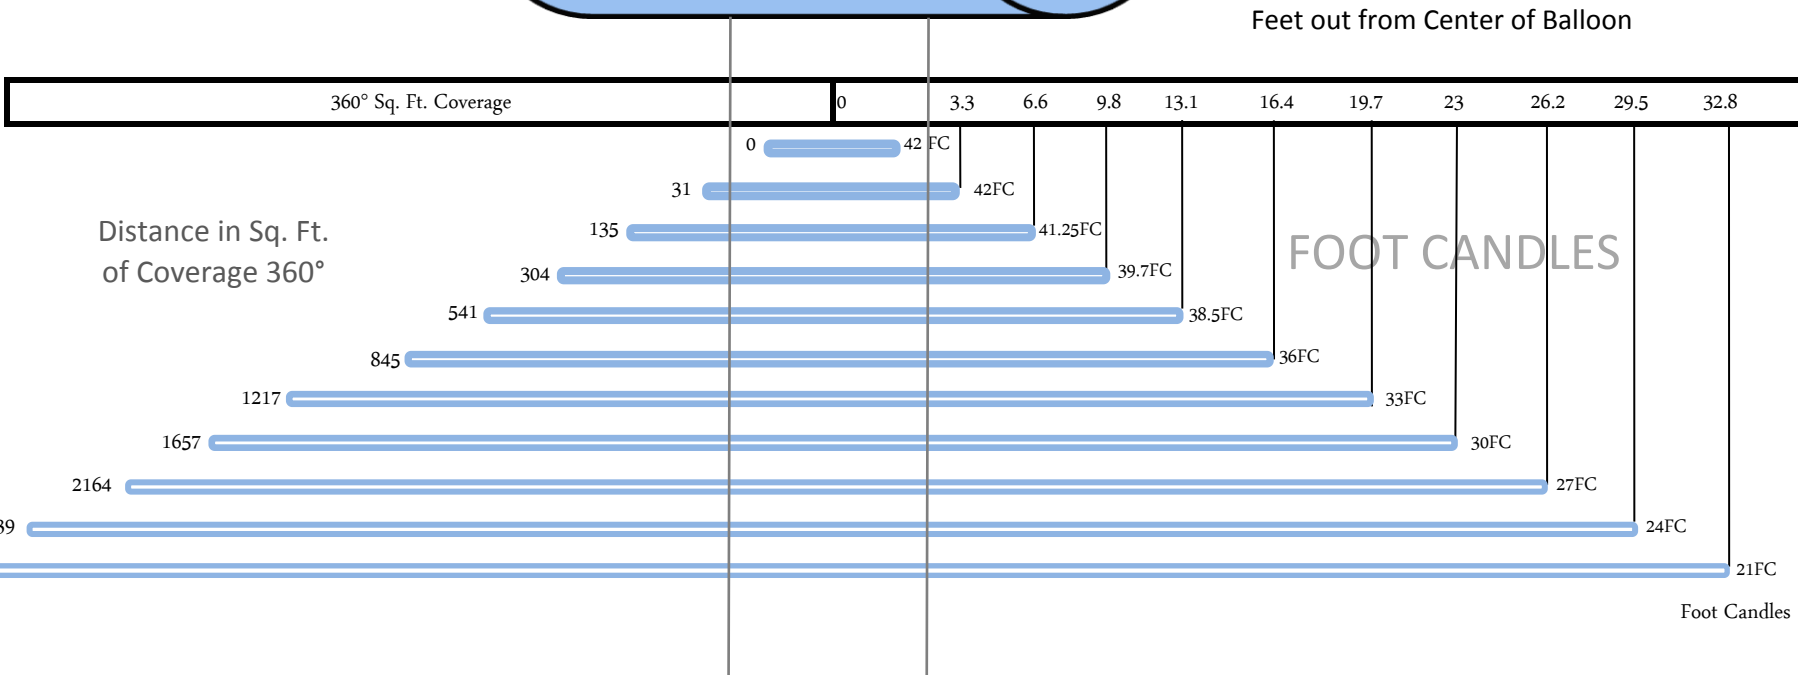 Feet out from Center of Balloon
360° Sq. Ft. Coverage 0 3.3 6.6 9.8 13.1 16.4 19.7 23 26.2 29.5 32.8
0 42 FC
31 42FC
135 41.25FC
Distance in Sq. Ft.
of Coverage 360°
FOOT CANDLES
304 39.7FC
541 38.5FC
845 36FC
1217 33FC
1657 30FC
2164 27FC
39 24FC
21FC
Foot Candles